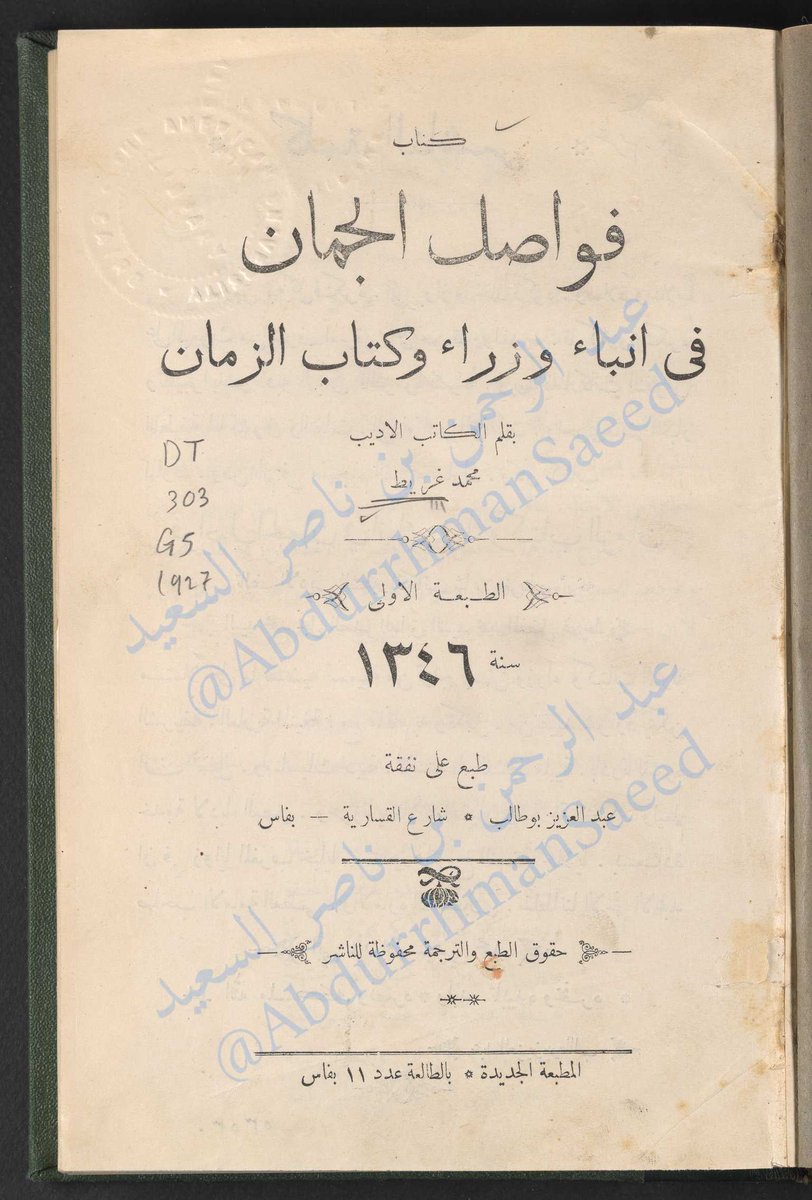 كتاب
فواصل الجمان
فى انباء وزراء وكتاب الزمان
بقلم الكاتب الاديب
محمد غريط
DT
303
G5
1927
الطبعة الاولى
سنة ١٣٤٦
طبع على نفقة
عبد العزيز بوطالب * شارع القسارية — بفاس
حقوق الطبع والترجمة محفوظة للناشر
المطبعة الجديدة * بالطالعة عدد ١١ بفاس
عبد الرحمن بن ناصر السعيد
@AbdurrhmanSaeed
عبد الرحمن بن ناصر السعيد
@AbdurrhmanSaeed